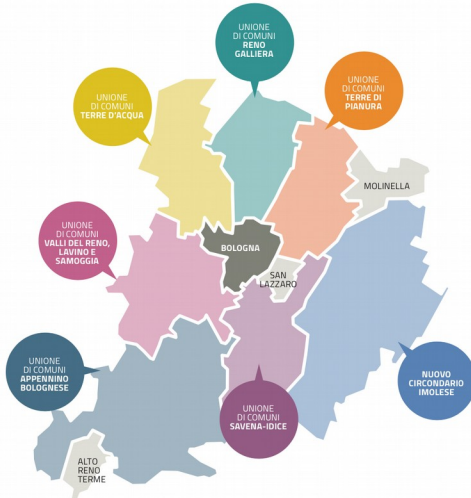 UNIONE
DI COMUNI
RENO
GALLIERA
UNIONE
DI COMUNI
TERRE D'ACQUA
UNIONE
DI COMUNI
TERRE DI
PIANURA
MOLINELLA
UNIONE
DI COMUNI
VALLI DEL RENO,
LAVINO E
SAMOGGIA
BOLOGNA
SAN
LAZZARO
UNIONE
DI COMUNI
APPENNINO
BOLOGNESE
NUOVO
CIRCONDARIO
IMOLESE
UNIONE
DI COMUNI
SAVENA-IDICE
ALTO
RENO
TERME